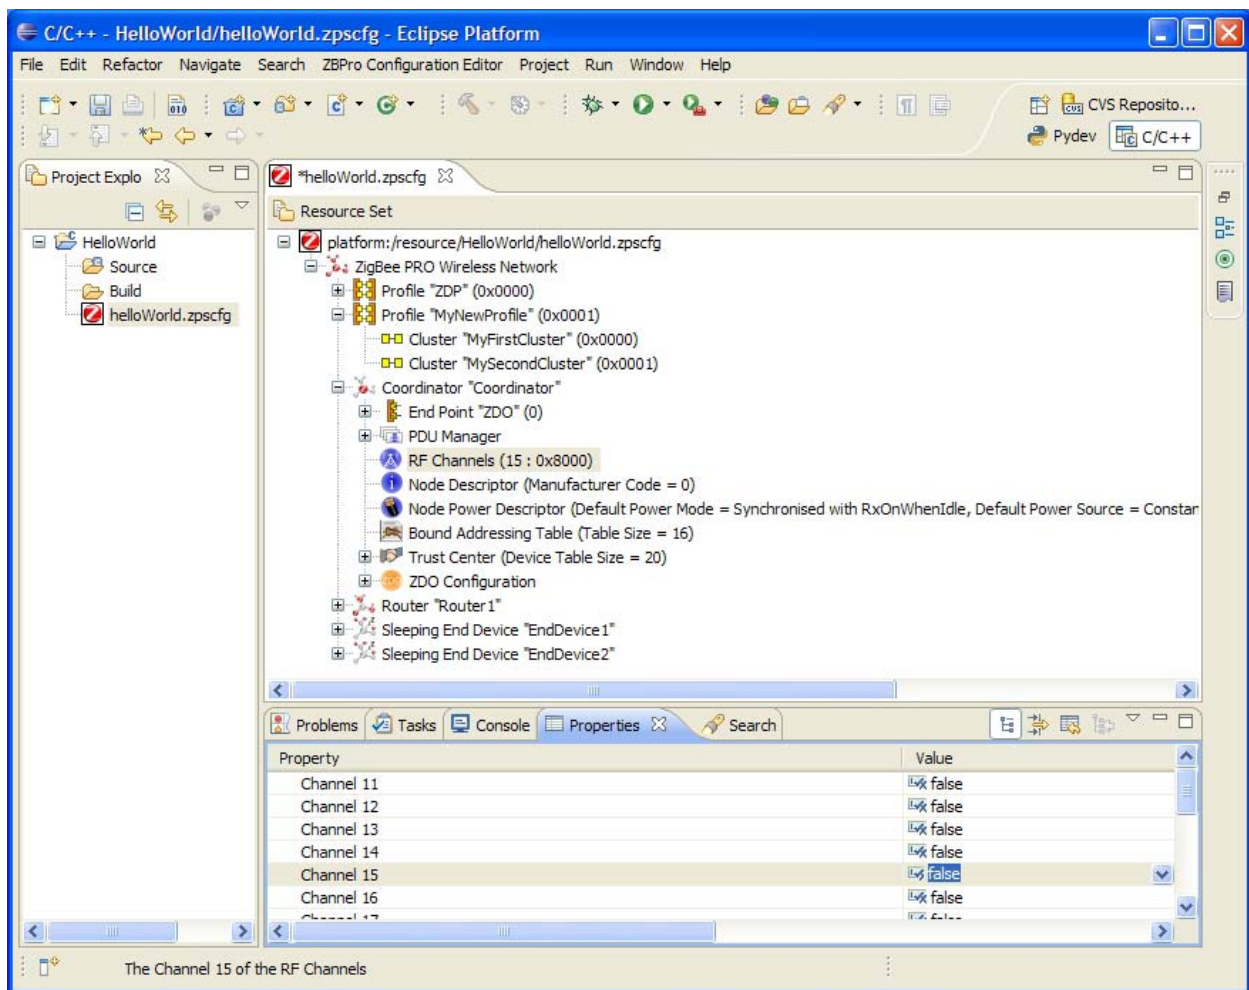 C/C++ - HelloWorld/helloWorld.zpscfg - Eclipse Platform
File Edit Refactor Navigate Search ZBPro Configuration Editor Project Run Window Help
CVS Reposito...
Pydev C/C++
Project Explo
*helloWorld.zpscfg
Resource Set
HelloWorld
Source
Build
helloWorld.zpscfg
platform:/resource/HelloWorld/helloWorld.zpscfg
ZigBee PRO Wireless Network
Profile "ZDP" (0x0000)
Profile "MyNewProfile" (0x0001)
Cluster "MyFirstCluster" (0x0000)
Cluster "MySecondCluster" (0x0001)
Coordinator "Coordinator"
End Point "ZDO" (0)
PDU Manager
RF Channels (15 : 0x8000)
Node Descriptor (Manufacturer Code = 0)
Node Power Descriptor (Default Power Mode = Synchronised with RxOnWhenIdle, Default Power Source = Constar
Bound Addressing Table (Table Size = 16)
Trust Center (Device Table Size = 20)
ZDO Configuration
Router "Router1"
Sleeping End Device "EndDevice1"
Sleeping End Device "EndDevice2"
Problems Tasks Console Properties Search
Property Value
Channel 11 false
Channel 12 false
Channel 13 false
Channel 14 false
Channel 15 false
Channel 16 false
Channel 17 false
The Channel 15 of the RF Channels